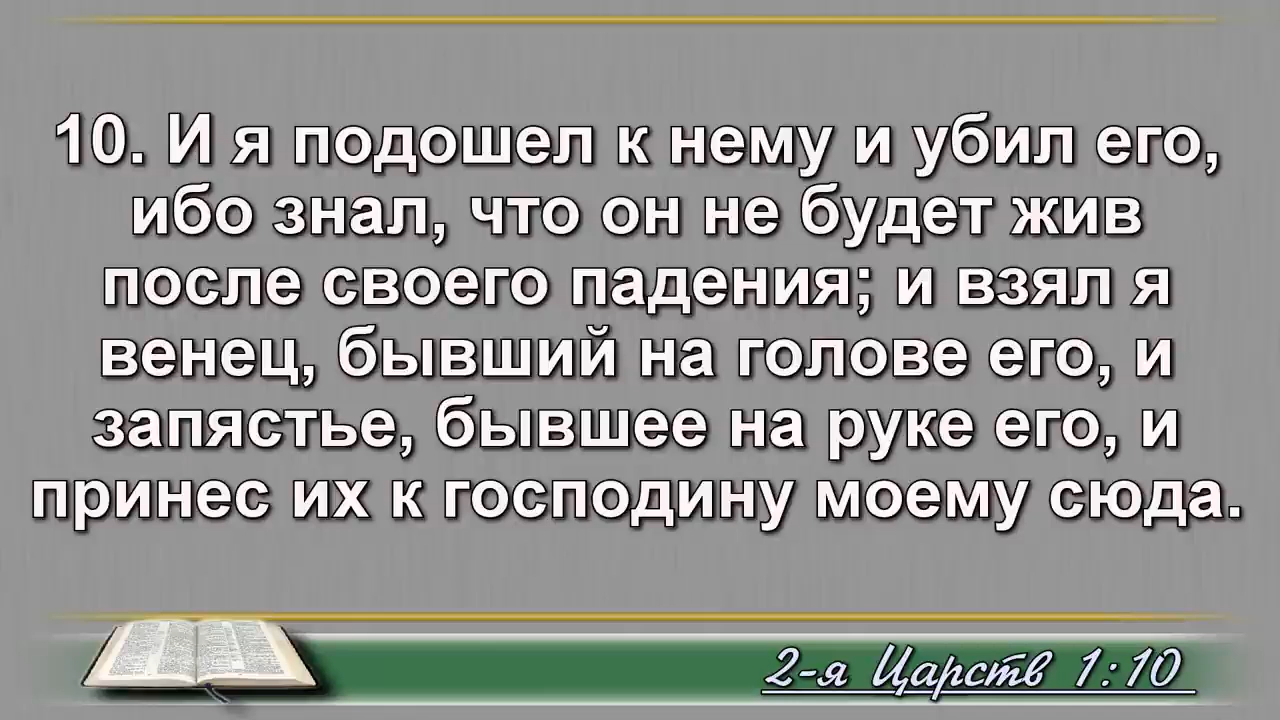 10. И я подошел к нему и убил его,
ибо знал, что он не будет жив
после своего падения; и взял я
венец, бывший на голове его, и
запястье, бывшее на руке его, и
принес их к господину моему сюда.
2-я Царств 1:10